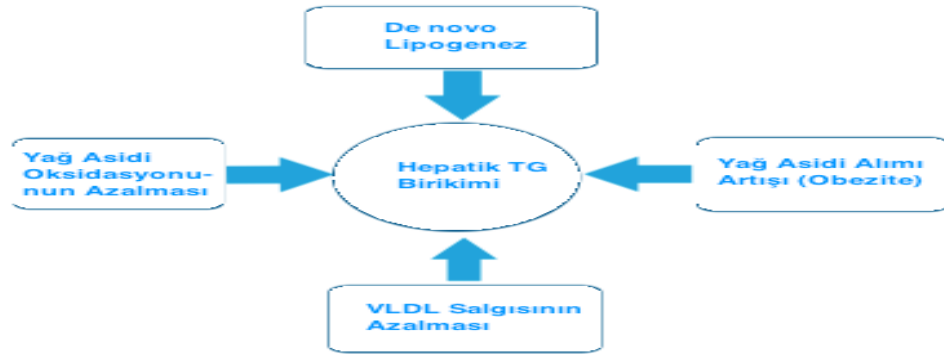 De novo
Lipogenez
Yağ Asidi
Oksidasyonu-
nun Azalması
Hepatik TG
Birikimi
Yağ Asidi Alımı
Artışı (Obezite)
VLDL Salgısının
Azalması